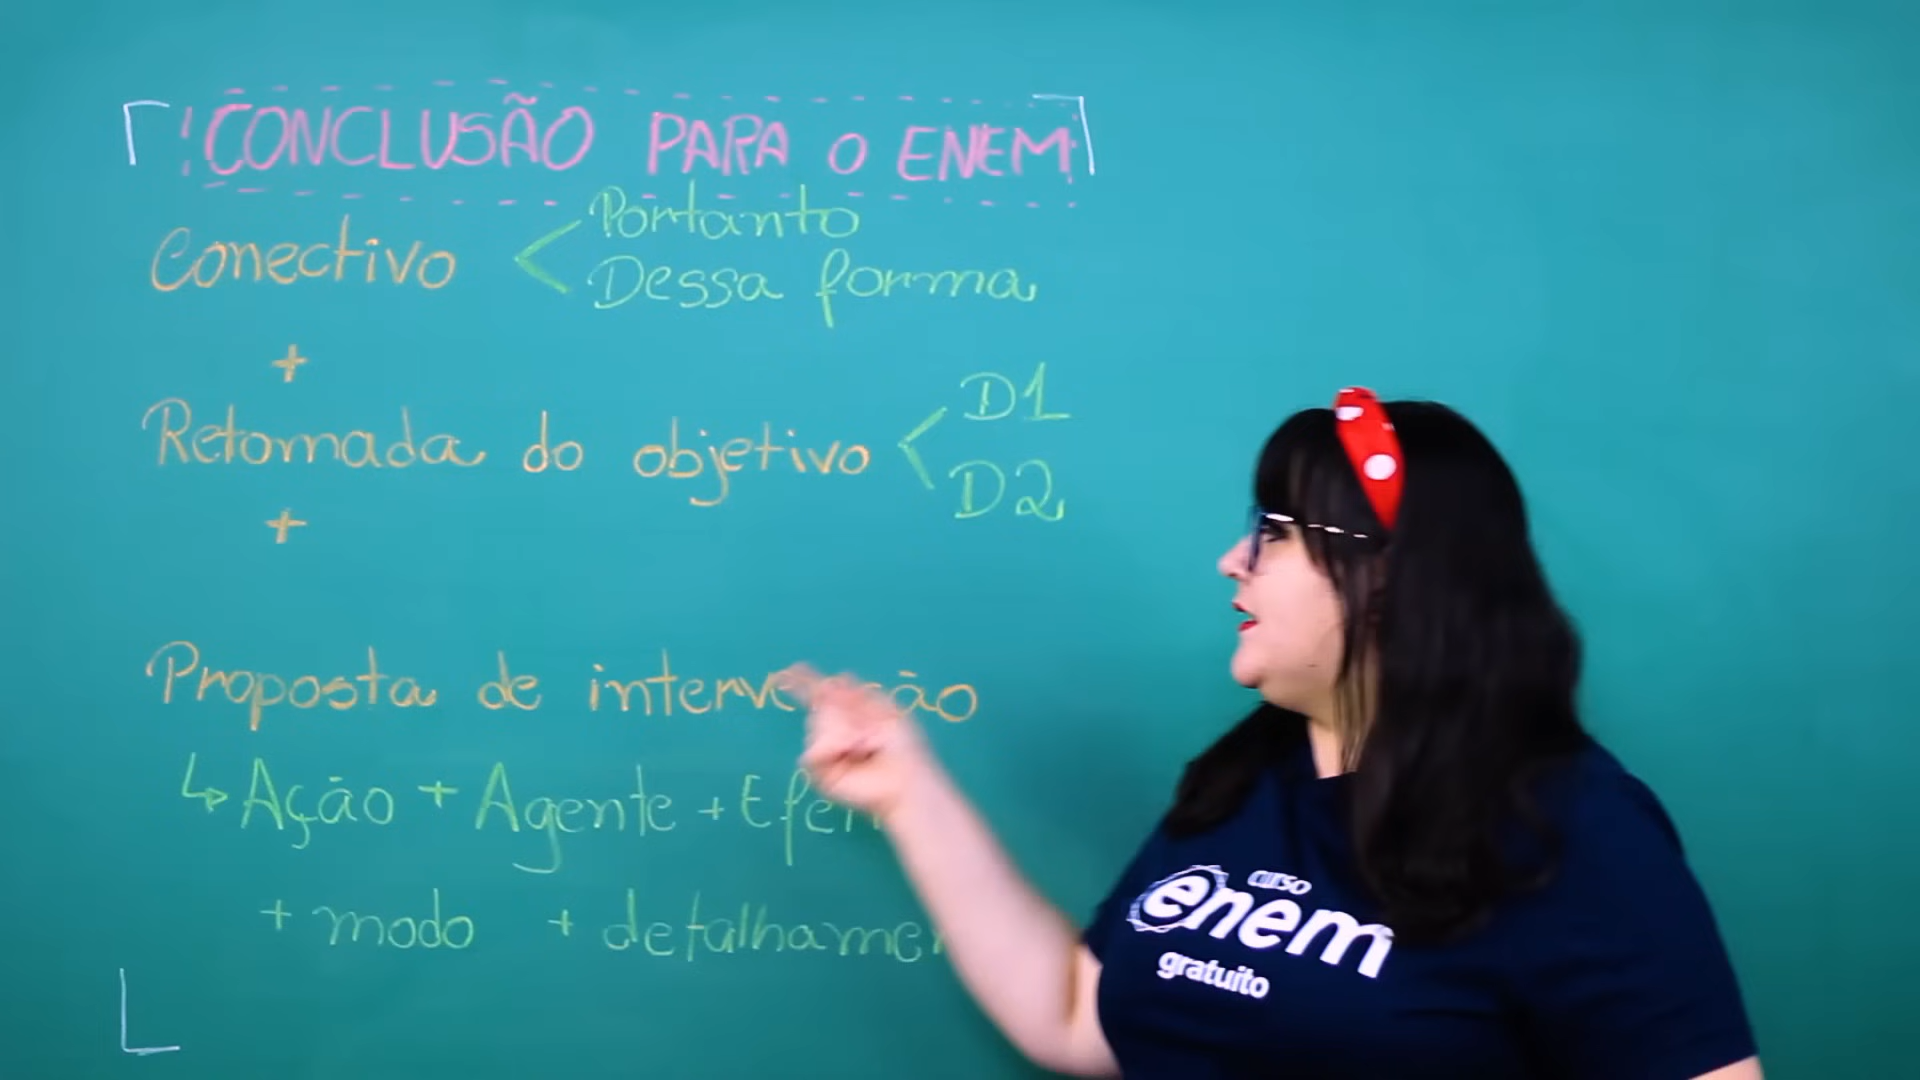 CONCLUSÃO PARA O ENEM
Conectivo
Portanto
Dessa forma
+
Retomada do objetivo
D1
D2
+
Proposta de
↳ Ação + Agente +
+ modo +
curso
enem
gratuito